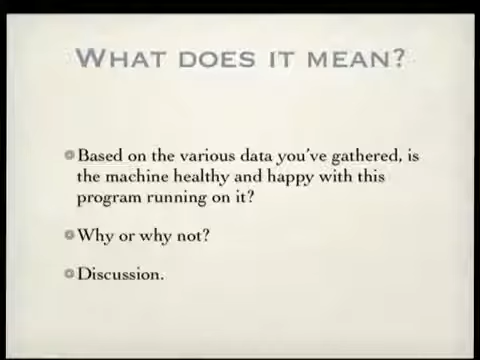 What does it mean?
Based on the various data you've gathered, is
the machine healthy and happy with this
program running on it?
Why or why not?
Discussion.